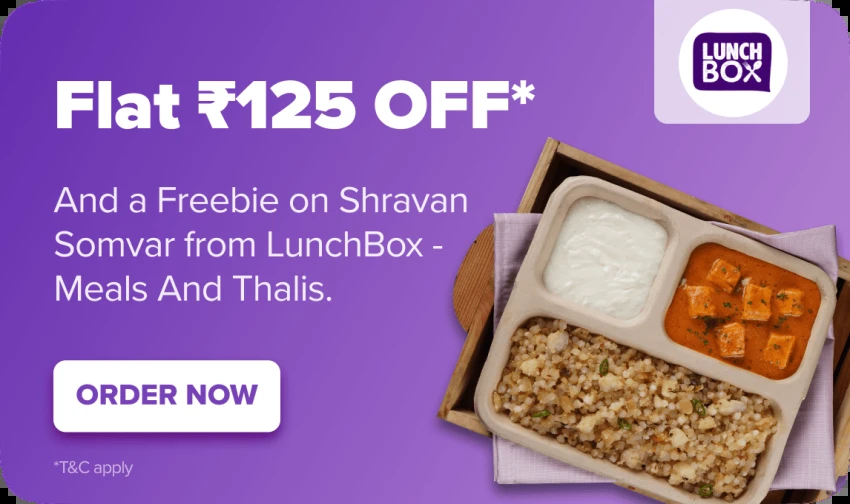 LUNCH
BOX
Flat ₹125 OFF*
And a Freebie on Shravan
Somvar from LunchBox -
Meals And Thalis.
ORDER NOW
*T&C apply